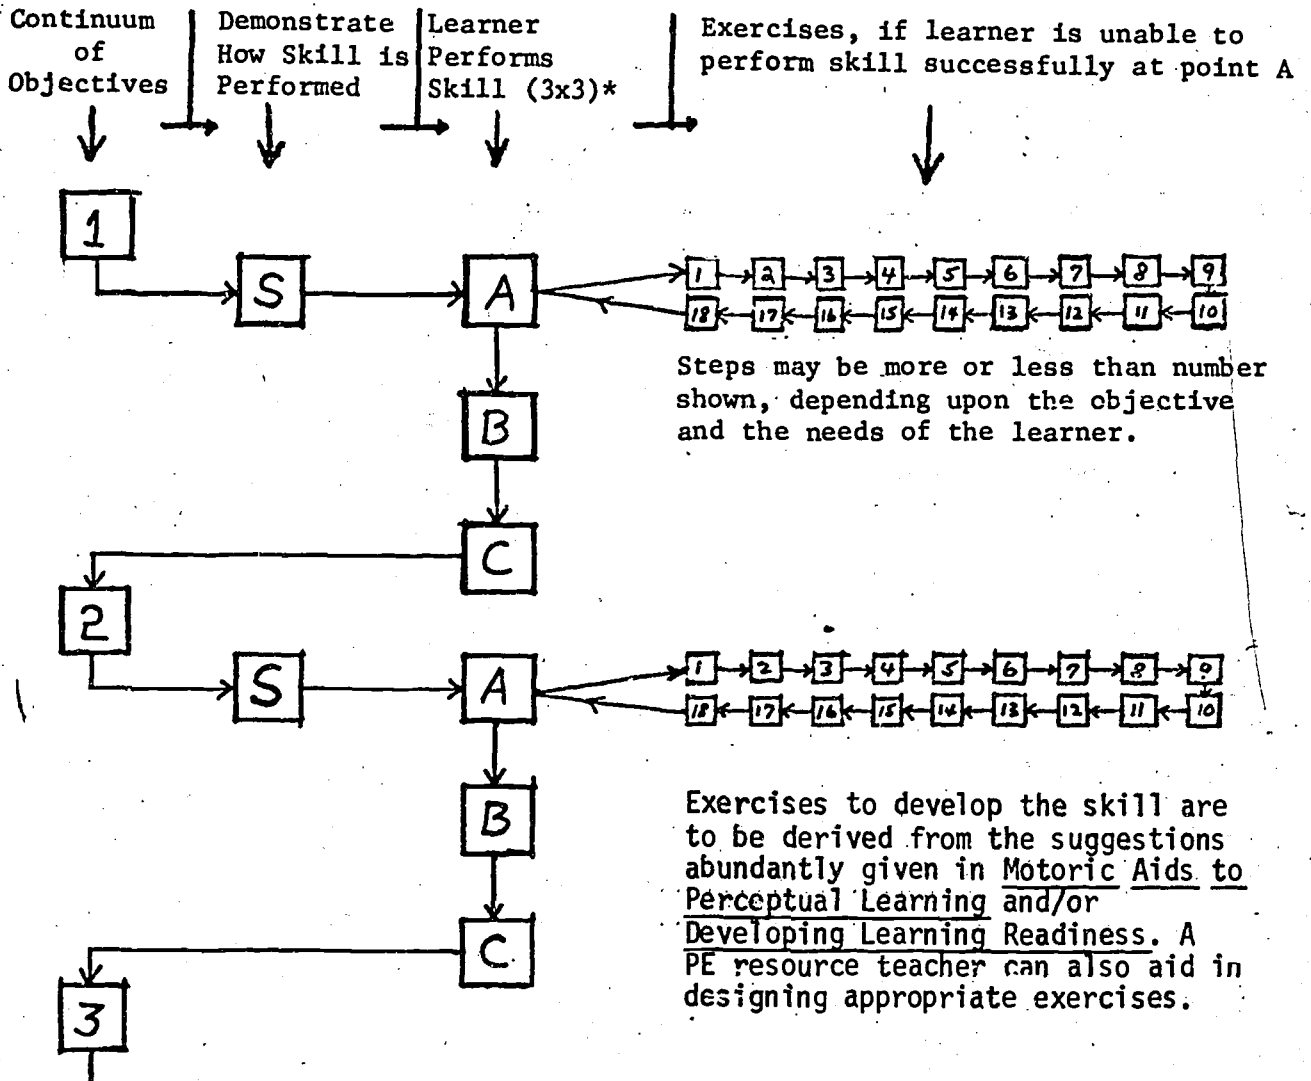 Continuum
of
Objectives
Demonstrate
How Skill is
Performed
Learner
Performs
Skill (3x3)*
Exercises, if learner is unable to
perform skill successfully at point A
1
S
A
1 2 3 4 5 6 7 8 9
18 17 16 15 14 13 12 11 10
Steps may be more or less than number
shown, depending upon the objective
and the needs of the learner.
B
C
2
S
A
1 2 3 4 5 6 7 8 9
18 17 16 15 14 13 12 11 10
B
Exercises to develop the skill are
to be derived from the suggestions
abundantly given in Motoric Aids to
Perceptual Learning and/or
Developing Learning Readiness. A
PE resource teacher can also aid in
designing appropriate exercises.
C
3